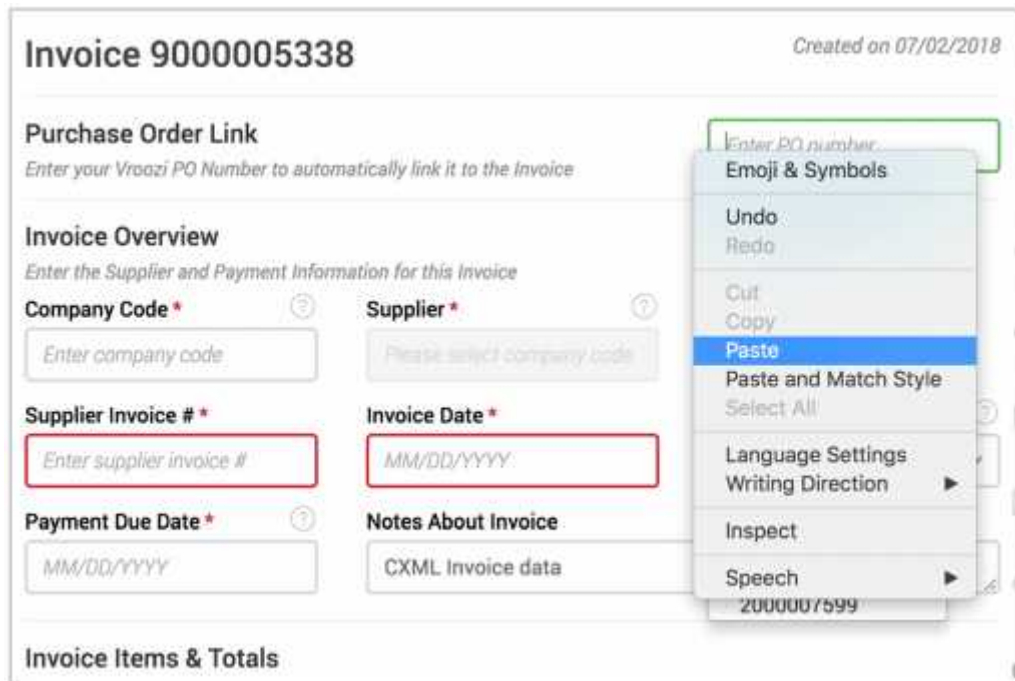 Invoice 9000005338
Created on 07/02/2018
Purchase Order Link
Enter PO number
Enter your Vroozi PO Number to automatically link it to the Invoice
Emoji & Symbols
Undo
Redo
Cut
Copy
Paste
Paste and Match Style
Select All
Language Settings
Writing Direction
Inspect
Speech
2000007599
Invoice Overview
Enter the Supplier and Payment Information for this Invoice
Company Code *
Supplier *
Enter company code
Please select company code
Supplier Invoice # *
Invoice Date *
Enter supplier invoice #
MM/DD/YYYY
Payment Due Date *
Notes About Invoice
MM/DD/YYYY
CXML Invoice data
Invoice Items & Totals